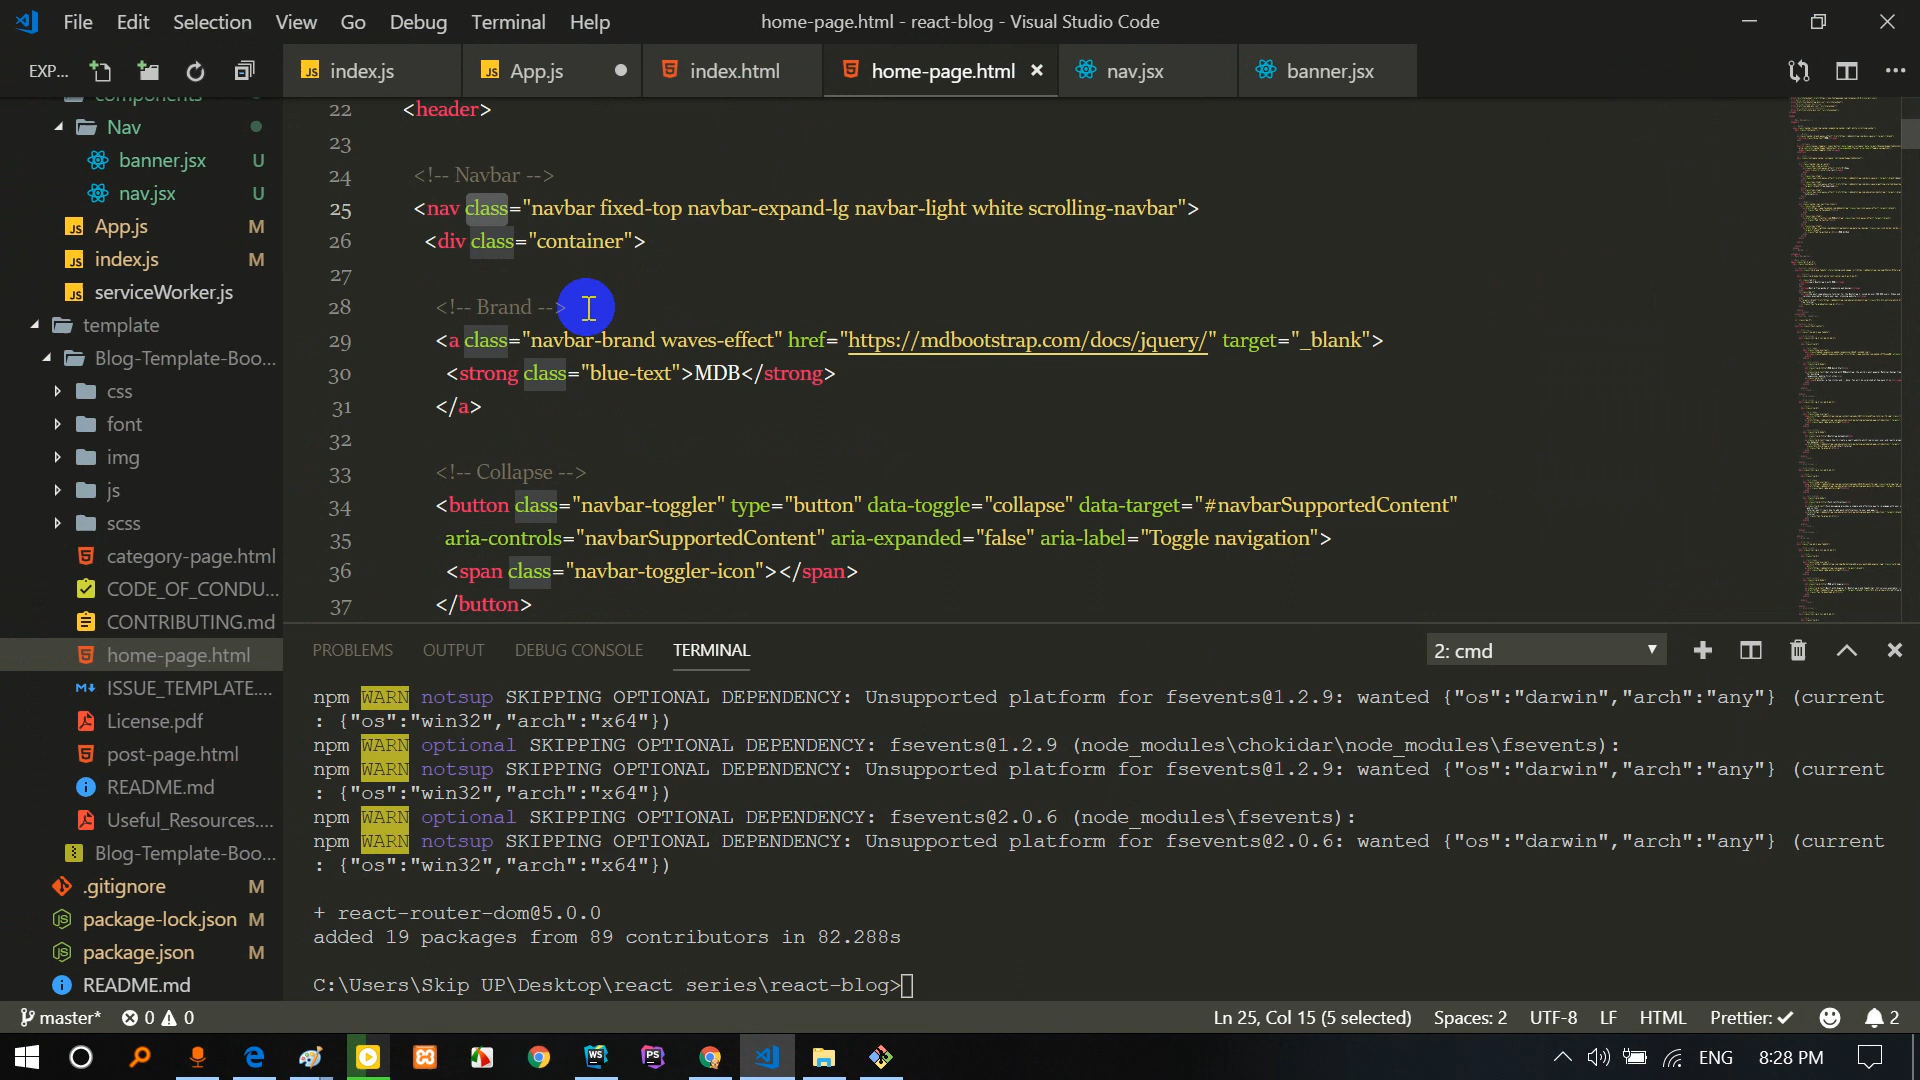 File Edit Selection View Go Debug Terminal Help
home-page.html - react-blog - Visual Studio Code
EXP...
index.js
App.js
index.html
home-page.html
nav.jsx
banner.jsx
components
Nav
banner.jsx U
nav.jsx U
App.js M
index.js M
serviceWorker.js
template
Blog-Template-Boo...
css
font
img
js
scss
category-page.html
CODE_OF_CONDU...
CONTRIBUTING.md
home-page.html
ISSUE_TEMPLATE....
License.pdf
post-page.html
README.md
Useful_Resources....
Blog-Template-Boo...
.gitignore M
package-lock.json M
package.json M
README.md
22 <header>
23
24 <!-- Navbar -->
25 <nav class="navbar fixed-top navbar-expand-lg navbar-light white scrolling-navbar">
26 <div class="container">
27
28 <!-- Brand -->
29 <a class="navbar-brand waves-effect" href="https://mdbootstrap.com/docs/jquery/" target="_blank">
30 <strong class="blue-text">MDB</strong>
31 </a>
32
33 <!-- Collapse -->
34 <button class="navbar-toggler" type="button" data-toggle="collapse" data-target="#navbarSupportedContent"
35 aria-controls="navbarSupportedContent" aria-expanded="false" aria-label="Toggle navigation">
36 <span class="navbar-toggler-icon"></span>
37 </button>
PROBLEMS OUTPUT DEBUG CONSOLE TERMINAL
2: cmd
npm WARN notsup SKIPPING OPTIONAL DEPENDENCY: Unsupported platform for fsevents@1.2.9: wanted {"os":"darwin","arch":"any"} (current
: {"os":"win32","arch":"x64"})
npm WARN optional SKIPPING OPTIONAL DEPENDENCY: fsevents@1.2.9 (node_modules\chokidar\node_modules\fsevents):
npm WARN notsup SKIPPING OPTIONAL DEPENDENCY: Unsupported platform for fsevents@1.2.9: wanted {"os":"darwin","arch":"any"} (current
: {"os":"win32","arch":"x64"})
npm WARN optional SKIPPING OPTIONAL DEPENDENCY: fsevents@2.0.6 (node_modules\fsevents):
npm WARN notsup SKIPPING OPTIONAL DEPENDENCY: Unsupported platform for fsevents@2.0.6: wanted {"os":"darwin","arch":"any"} (current
: {"os":"win32","arch":"x64"})
+ react-router-dom@5.0.0
added 19 packages from 89 contributors in 82.288s
C:\Users\Skip UP\Desktop\react series\react-blog>
master* 0 0
Ln 25, Col 15 (5 selected) Spaces: 2 UTF-8 LF HTML Prettier: ✓ 2
ENG 8:28 PM